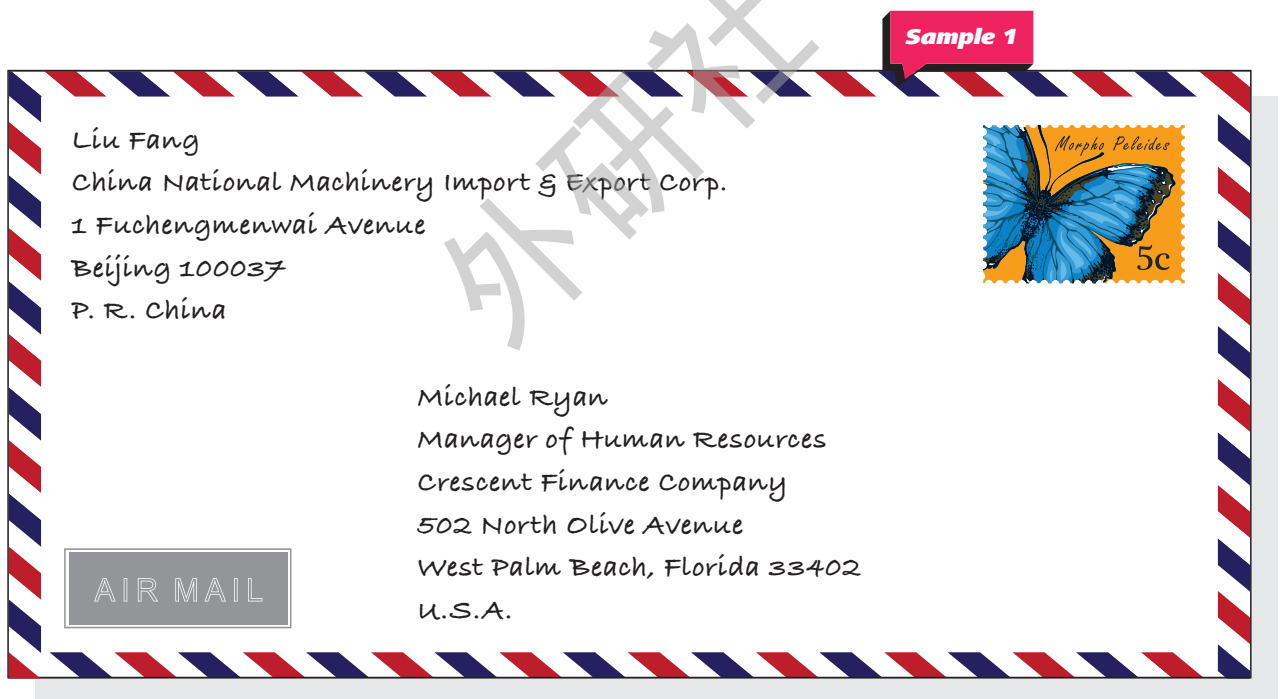 Sample 1
Liu Fang
China National Machinery Import & Export Corp.
1 Fuchengmenwai Avenue
Beijing 100037
P. R. China
Morpho Peleides
5c
外研社
Michael Ryan
Manager of Human Resources
Crescent Finance Company
502 North Olive Avenue
West Palm Beach, Florida 33402
U.S.A.
AIR MAIL